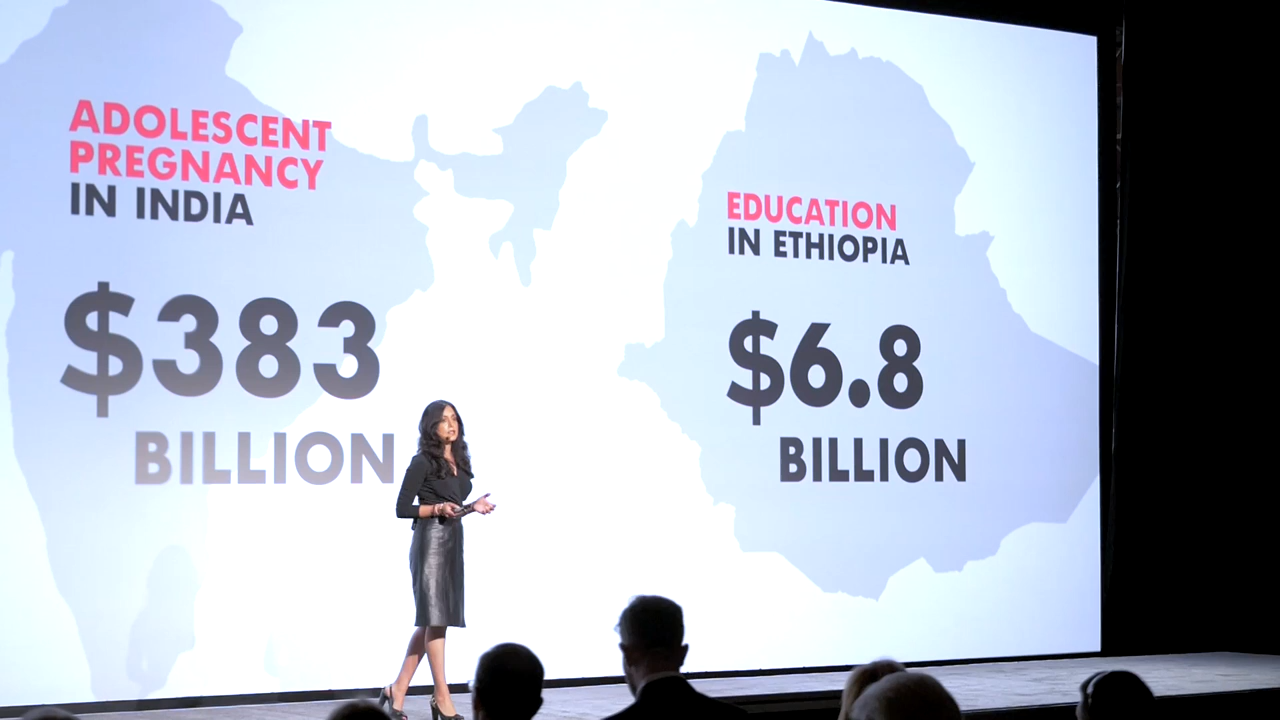 ADOLESCENT
PREGNANCY
IN INDIA
$383
BILLION
EDUCATION
IN ETHIOPIA
$6.8
BILLION